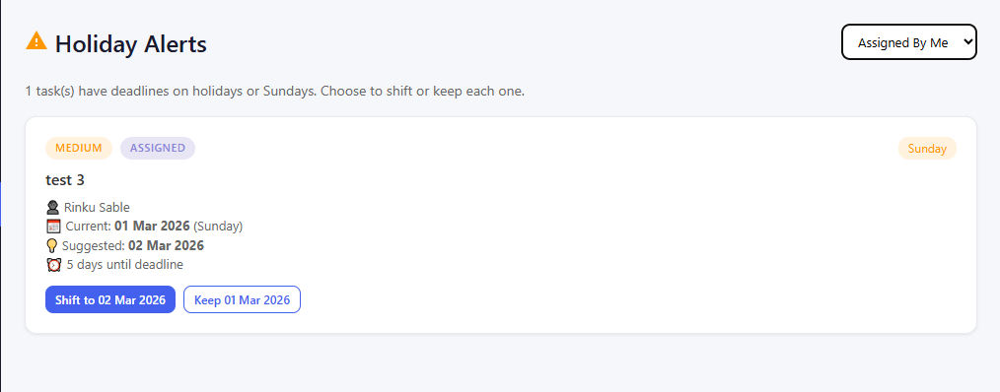 Holiday Alerts
Assigned By Me
1 task(s) have deadlines on holidays or Sundays. Choose to shift or keep each one.
MEDIUM ASSIGNED Sunday
test 3
Rinku Sable
Current: 01 Mar 2026 (Sunday)
Suggested: 02 Mar 2026
5 days until deadline
Shift to 02 Mar 2026 Keep 01 Mar 2026